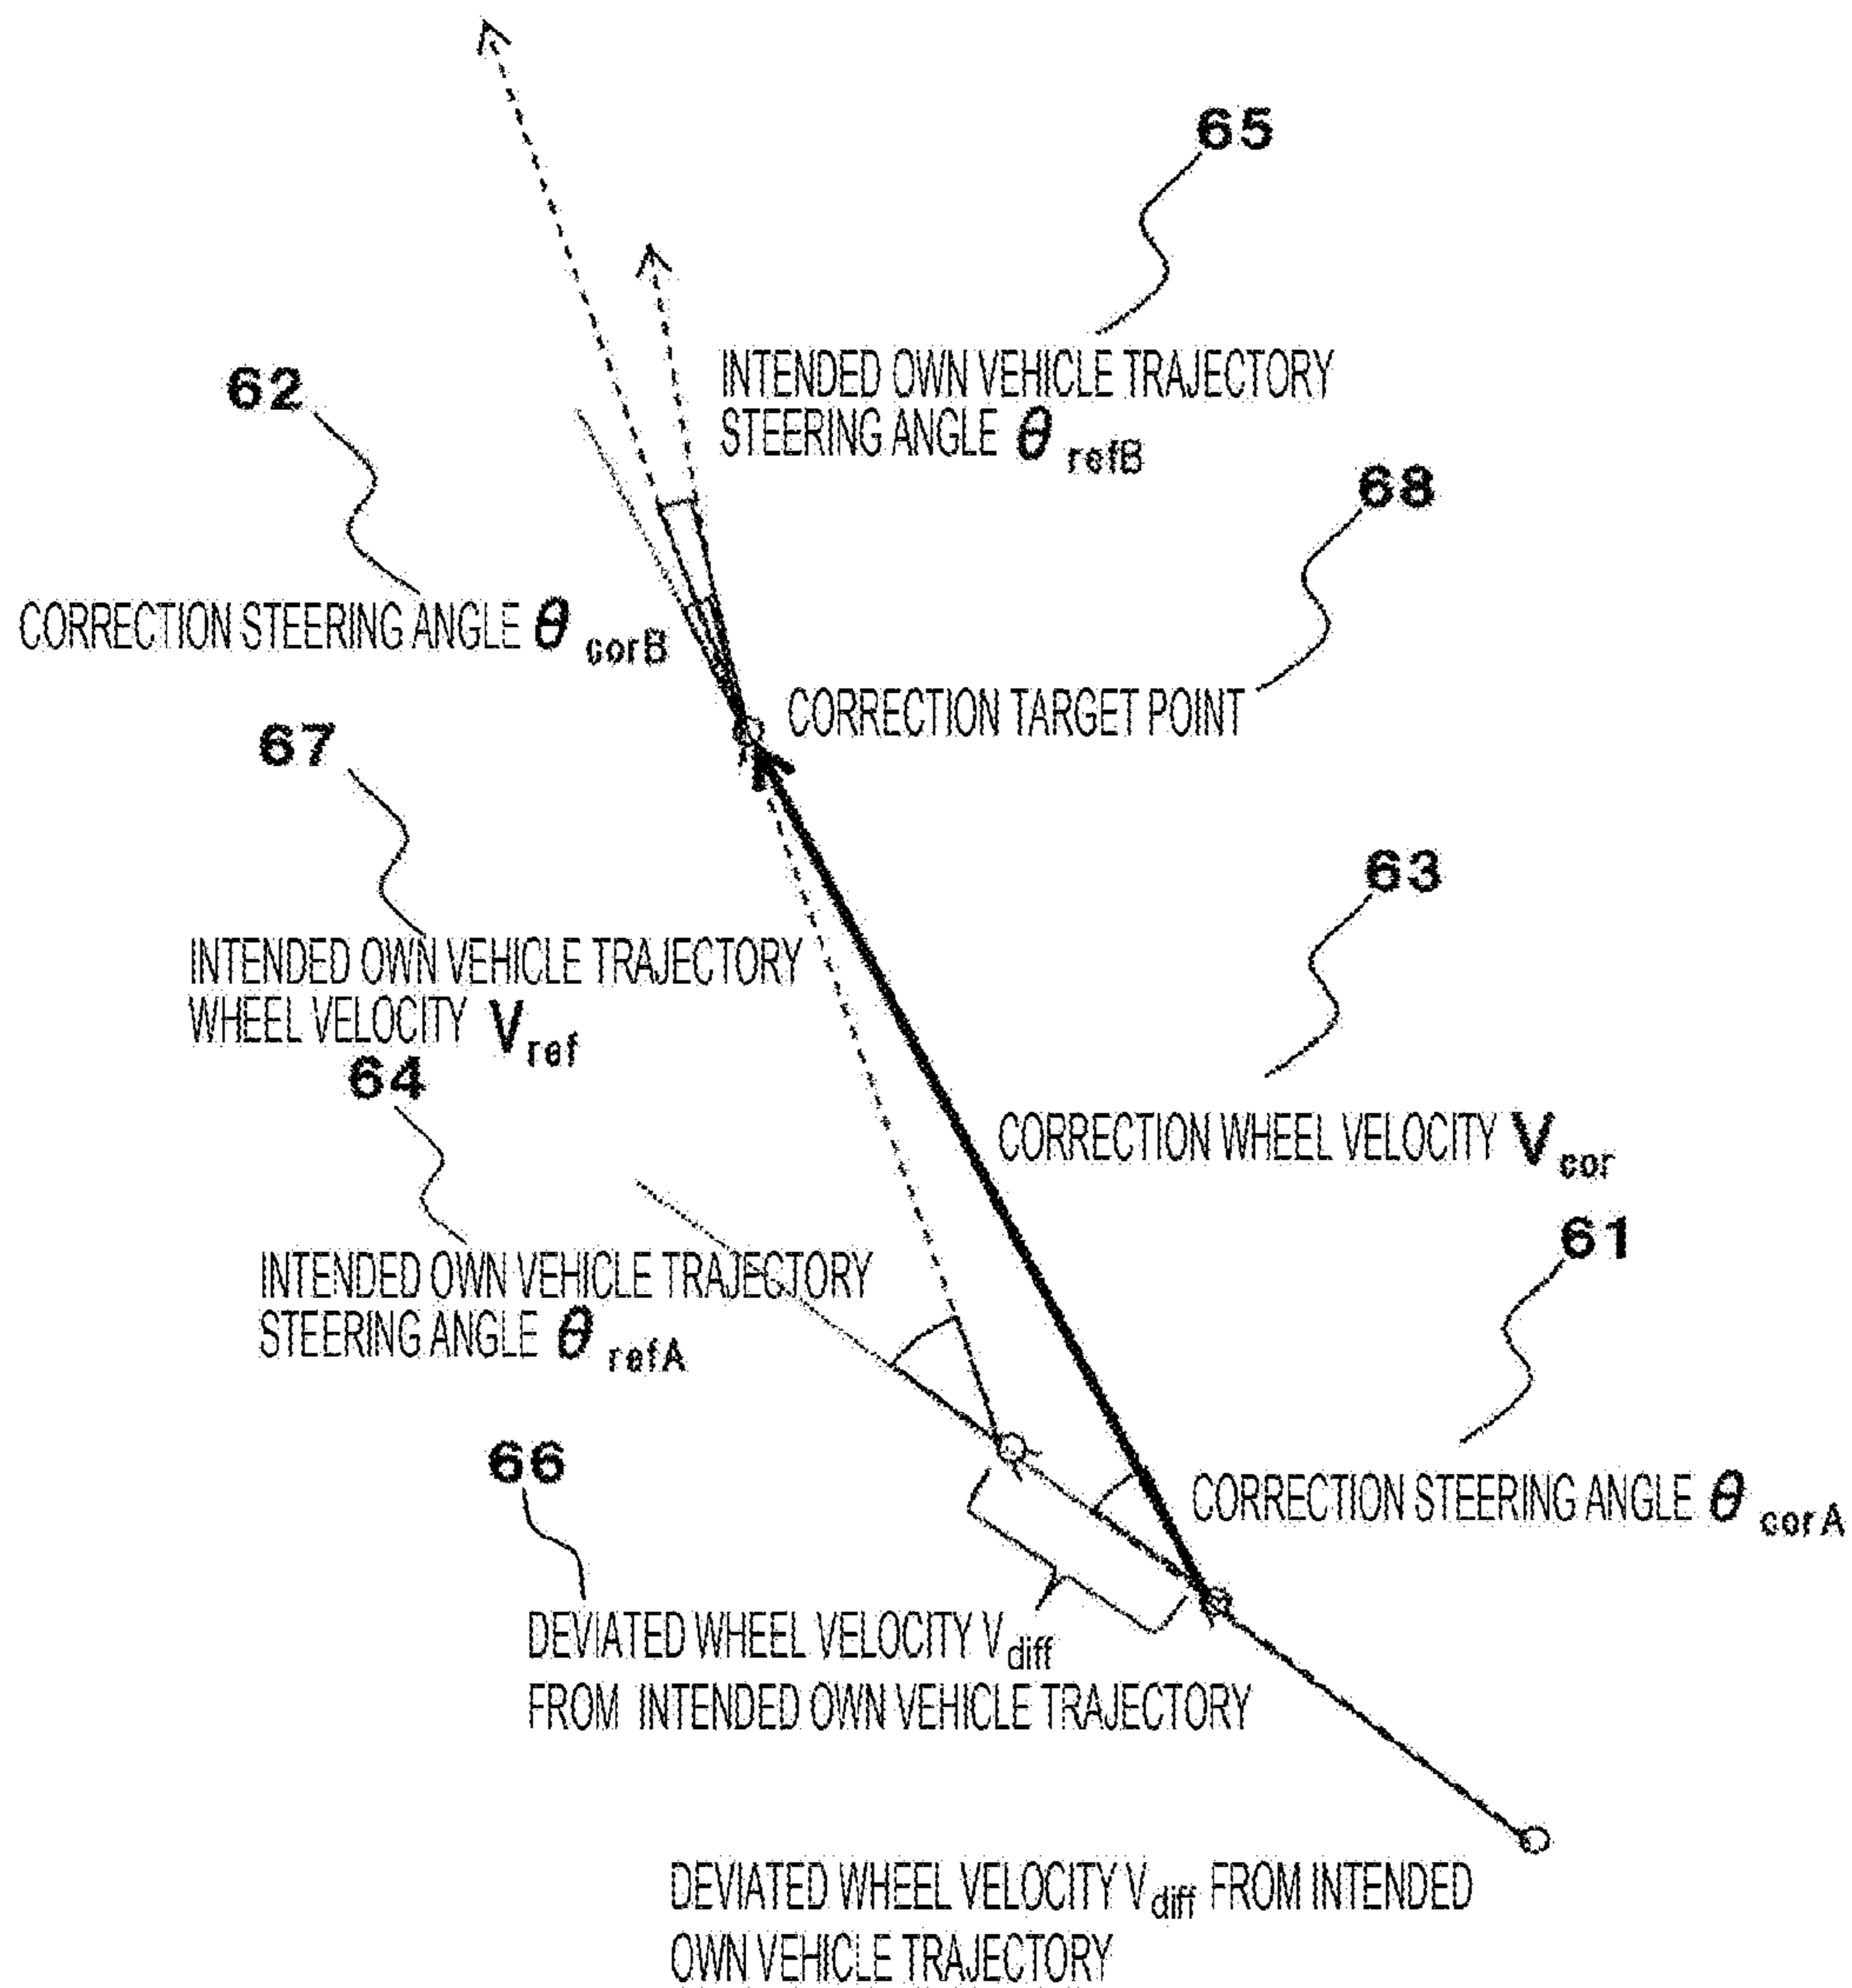 65
INTENDED OWN VEHICLE TRAJECTORY
STEERING ANGLE θ refB
62
68
CORRECTION STEERING ANGLE θ corB
CORRECTION TARGET POINT
67
63
INTENDED OWN VEHICLE TRAJECTORY
WHEEL VELOCITY Vref
64
CORRECTION WHEEL VELOCITY Vcor
61
INTENDED OWN VEHICLE TRAJECTORY
STEERING ANGLE θ refA
66
CORRECTION STEERING ANGLE θ corA
DEVIATED WHEEL VELOCITY Vdiff
FROM INTENDED OWN VEHICLE TRAJECTORY
DEVIATED WHEEL VELOCITY Vdiff FROM INTENDED
OWN VEHICLE TRAJECTORY